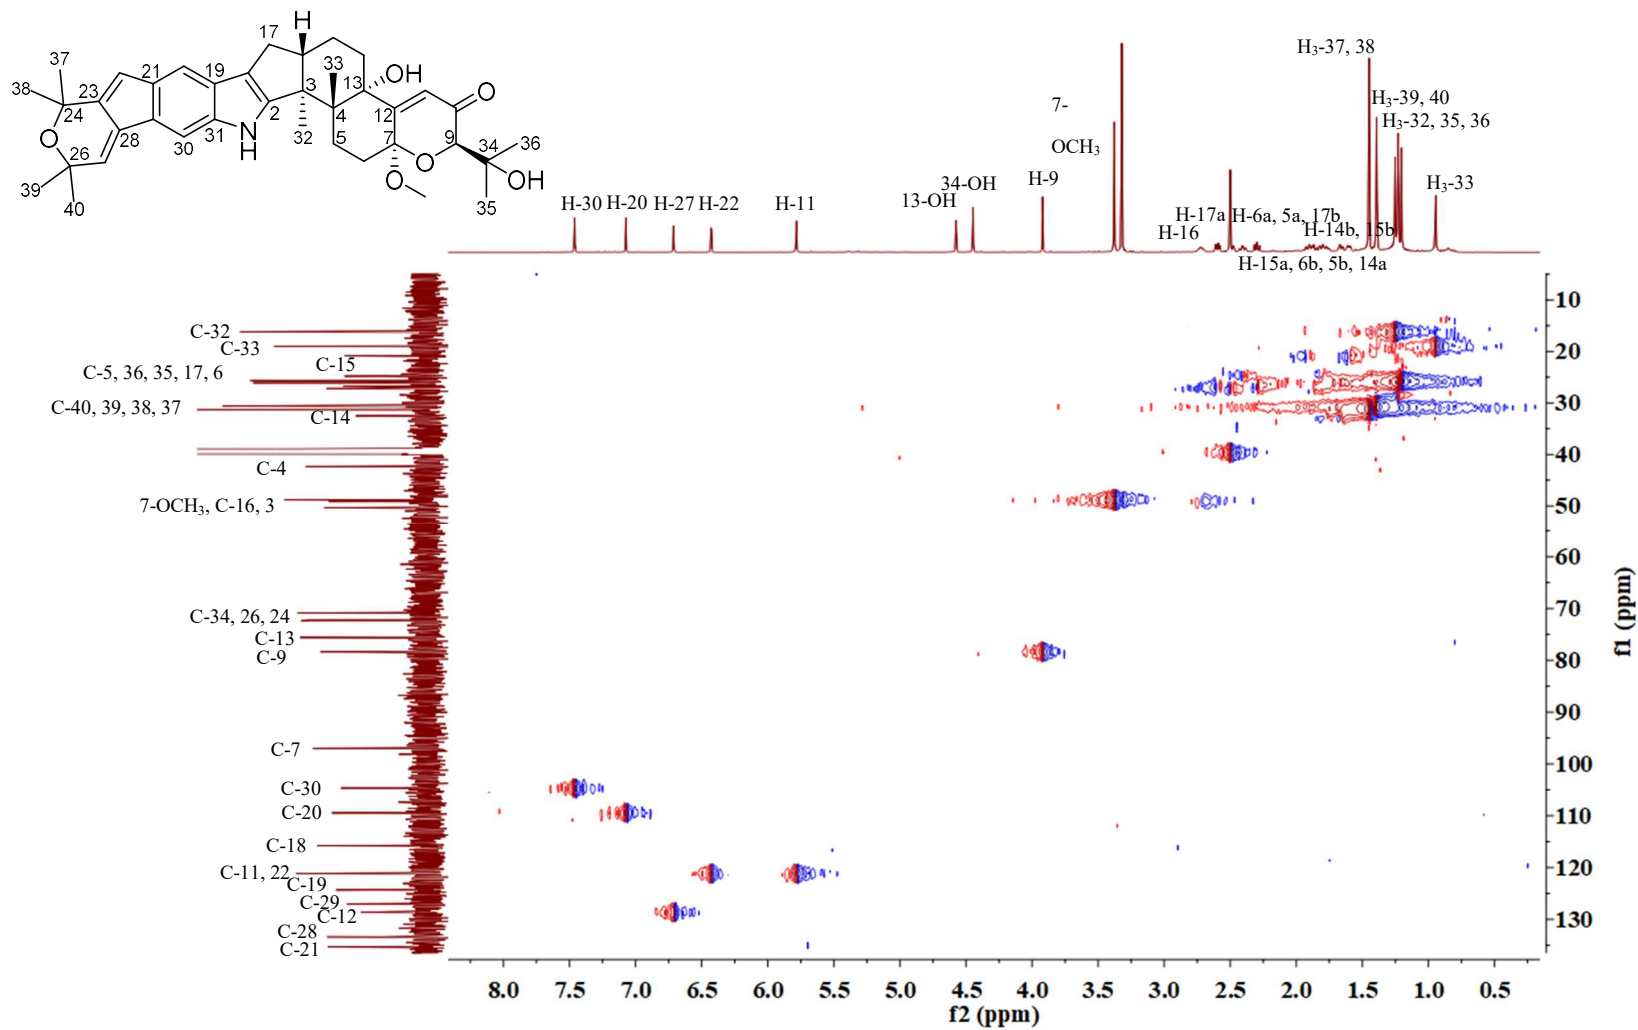 H
17
37
33
21
19
OH
38
23
3
13
O
24
2
4
12
O
28
5
7
9
34
36
26
31
N
H
32
O
OH
39
30
O
35
40
H-30
H-20
H-27
H-22
H-11
13-OH
34-OH
H-9
7-
OCH3
H-16
H-17a
H-6a, 5a, 17b
H-14b, 15b
H-15a, 6b, 5b, 14a
H₃-37, 38
H₃-39, 40
H₃-32, 35, 36
H₃-33
C-32
C-33
C-15
C-5, 36, 35, 17, 6
C-40, 39, 38, 37
C-14
C-4
7-OCH₃, C-16, 3
C-34, 26, 24
C-13
C-9
C-7
C-30
C-20
C-18
C-11, 22
C-19
C-29
C-12
C-28
C-21
10
20
30
40
50
60
70
80
90
100
110
120
130
f1 (ppm)
8.0 7.5 7.0 6.5 6.0 5.5 5.0 4.5 4.0 3.5 3.0 2.5 2.0 1.5 1.0 0.5
f2 (ppm)